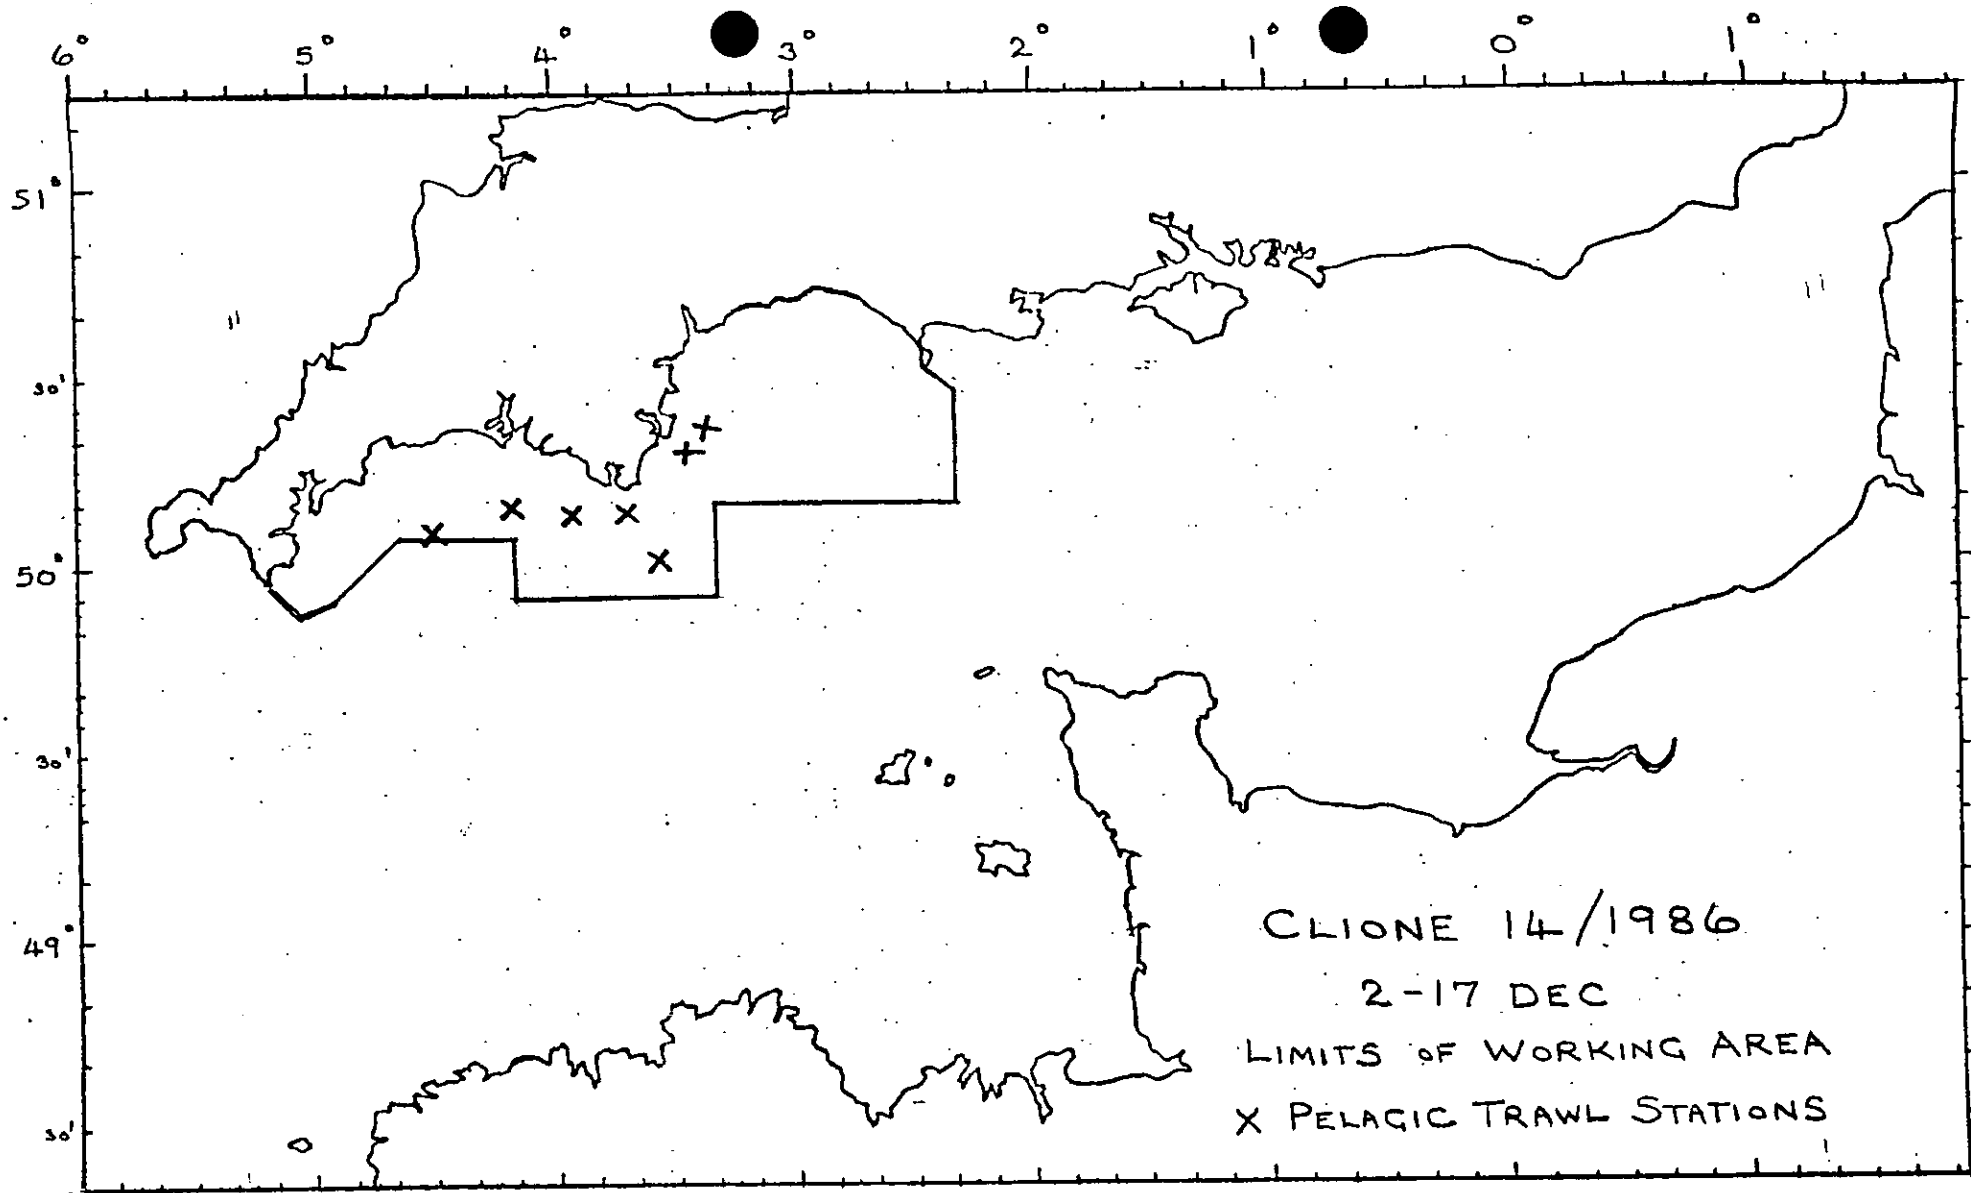 6° 5° 4° 3° 2° 1° 0° 1°
51°
30'
50°
30'
49°
30'
CLIONE 14/1986
2-17 DEC
LIMITS OF WORKING AREA
X PELAGIC TRAWL STATIONS